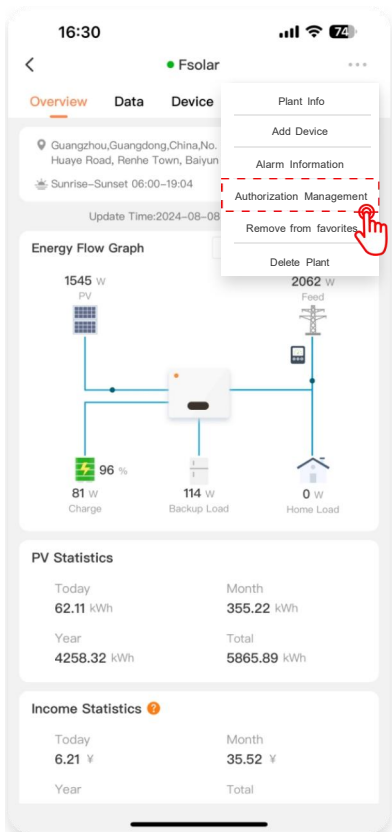 16:30
74
Fsolar
Overview Data Device
Plant Info
Add Device
Alarm Information
Authorization Management
Remove from favorites
Delete Plant
Guangzhou,Guangdong,China,No.
Huaye Road, Renhe Town, Baiyun
Sunrise–Sunset 06:00–19:04
Update Time:2024–08–08
Energy Flow Graph
1545 W
PV
2062 W
Feed
96 %
81 W
Charge
114 W
Backup Load
0 W
Home Load
PV Statistics
Today
62.11 kWh
Month
355.22 kWh
Year
4258.32 kWh
Total
5865.89 kWh
Income Statistics ?
Today
6.21 ¥
Month
35.52 ¥
Year
Total